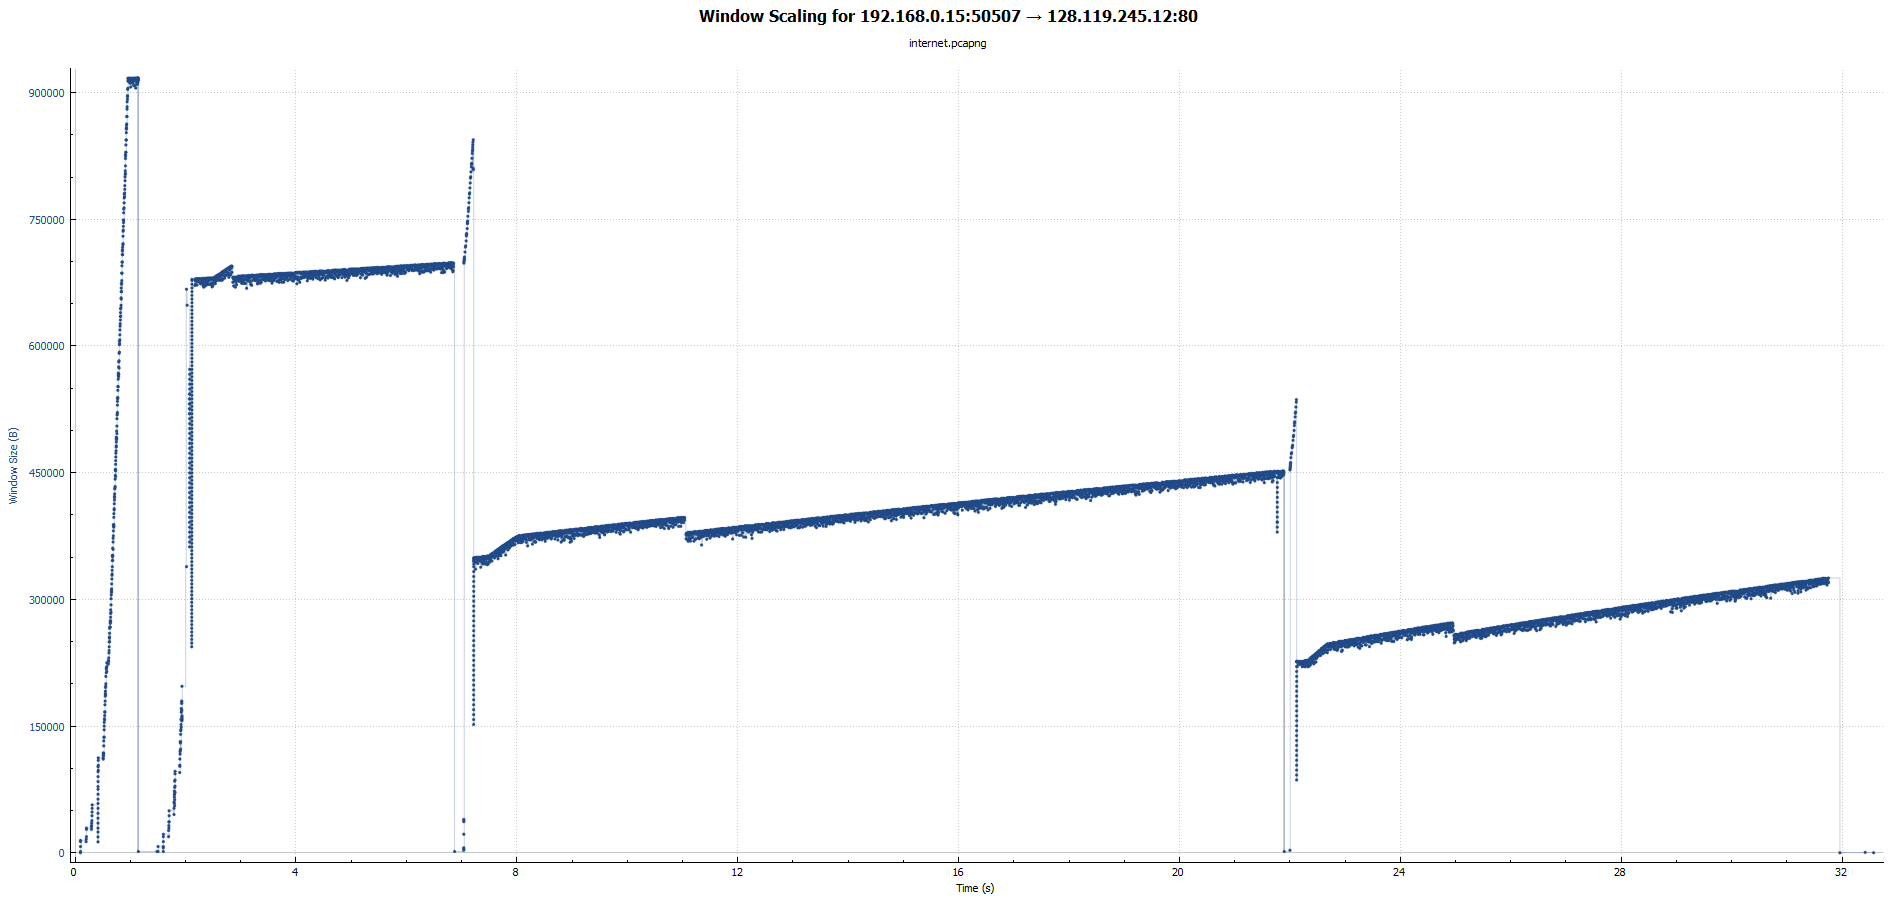 Window Scaling for 192.168.0.15:50507 → 128.119.245.12:80
internet.pcapng
900000
750000
600000
450000
300000
150000
0
Window Size (B)
0 4 8 12 16 20 24 28 32
Time (s)